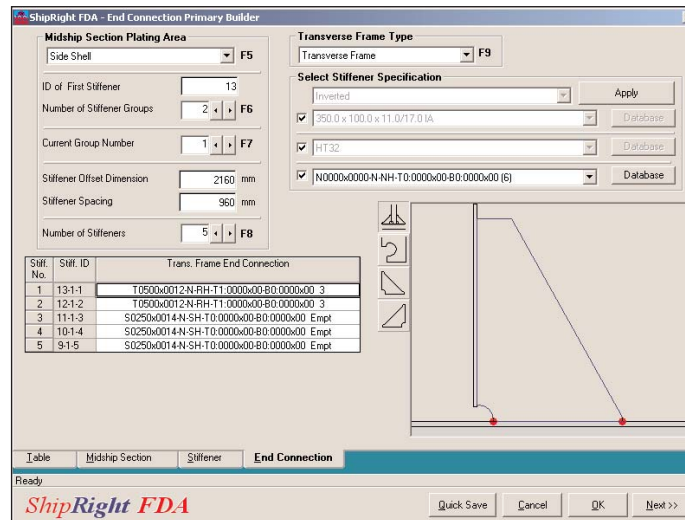 ShipRight FDA - End Connection Primary Builder
Midship Section Plating Area
Side Shell F5
ID of First Stiffener 13
Number of Stiffener Groups 2 F6
Current Group Number 1 F7
Stiffener Offset Dimension 2160 mm
Stiffener Spacing 960 mm
Number of Stiffeners 5 F8
Transverse Frame Type
Transverse Frame F9
Select Stiffener Specification
Inverted Apply
350.0 x 100.0 x 11.0/17.0 IA Database
HT32 Database
N0000x0000-N-NH-T0:0000x00-B0:0000x00 (6) Database
Stiff. No. Stiff. ID Trans. Frame End Connection
1 13-1-1 T0500x0012-N-RH-T1:0000x00-B0:0000x00 3
2 12-1-2 T0500x0012-N-RH-T1:0000x00-B0:0000x00 3
3 11-1-3 S0250x0014-N-SH-T0:0000x00-B0:0000x00 Empt
4 10-1-4 S0250x0014-N-SH-T0:0000x00-B0:0000x00 Empt
5 9-1-5 S0250x0014-N-SH-T0:0000x00-B0:0000x00 Empt
Table Midship Section Stiffener End Connection
Ready
ShipRight FDA Quick Save Cancel OK Next >>